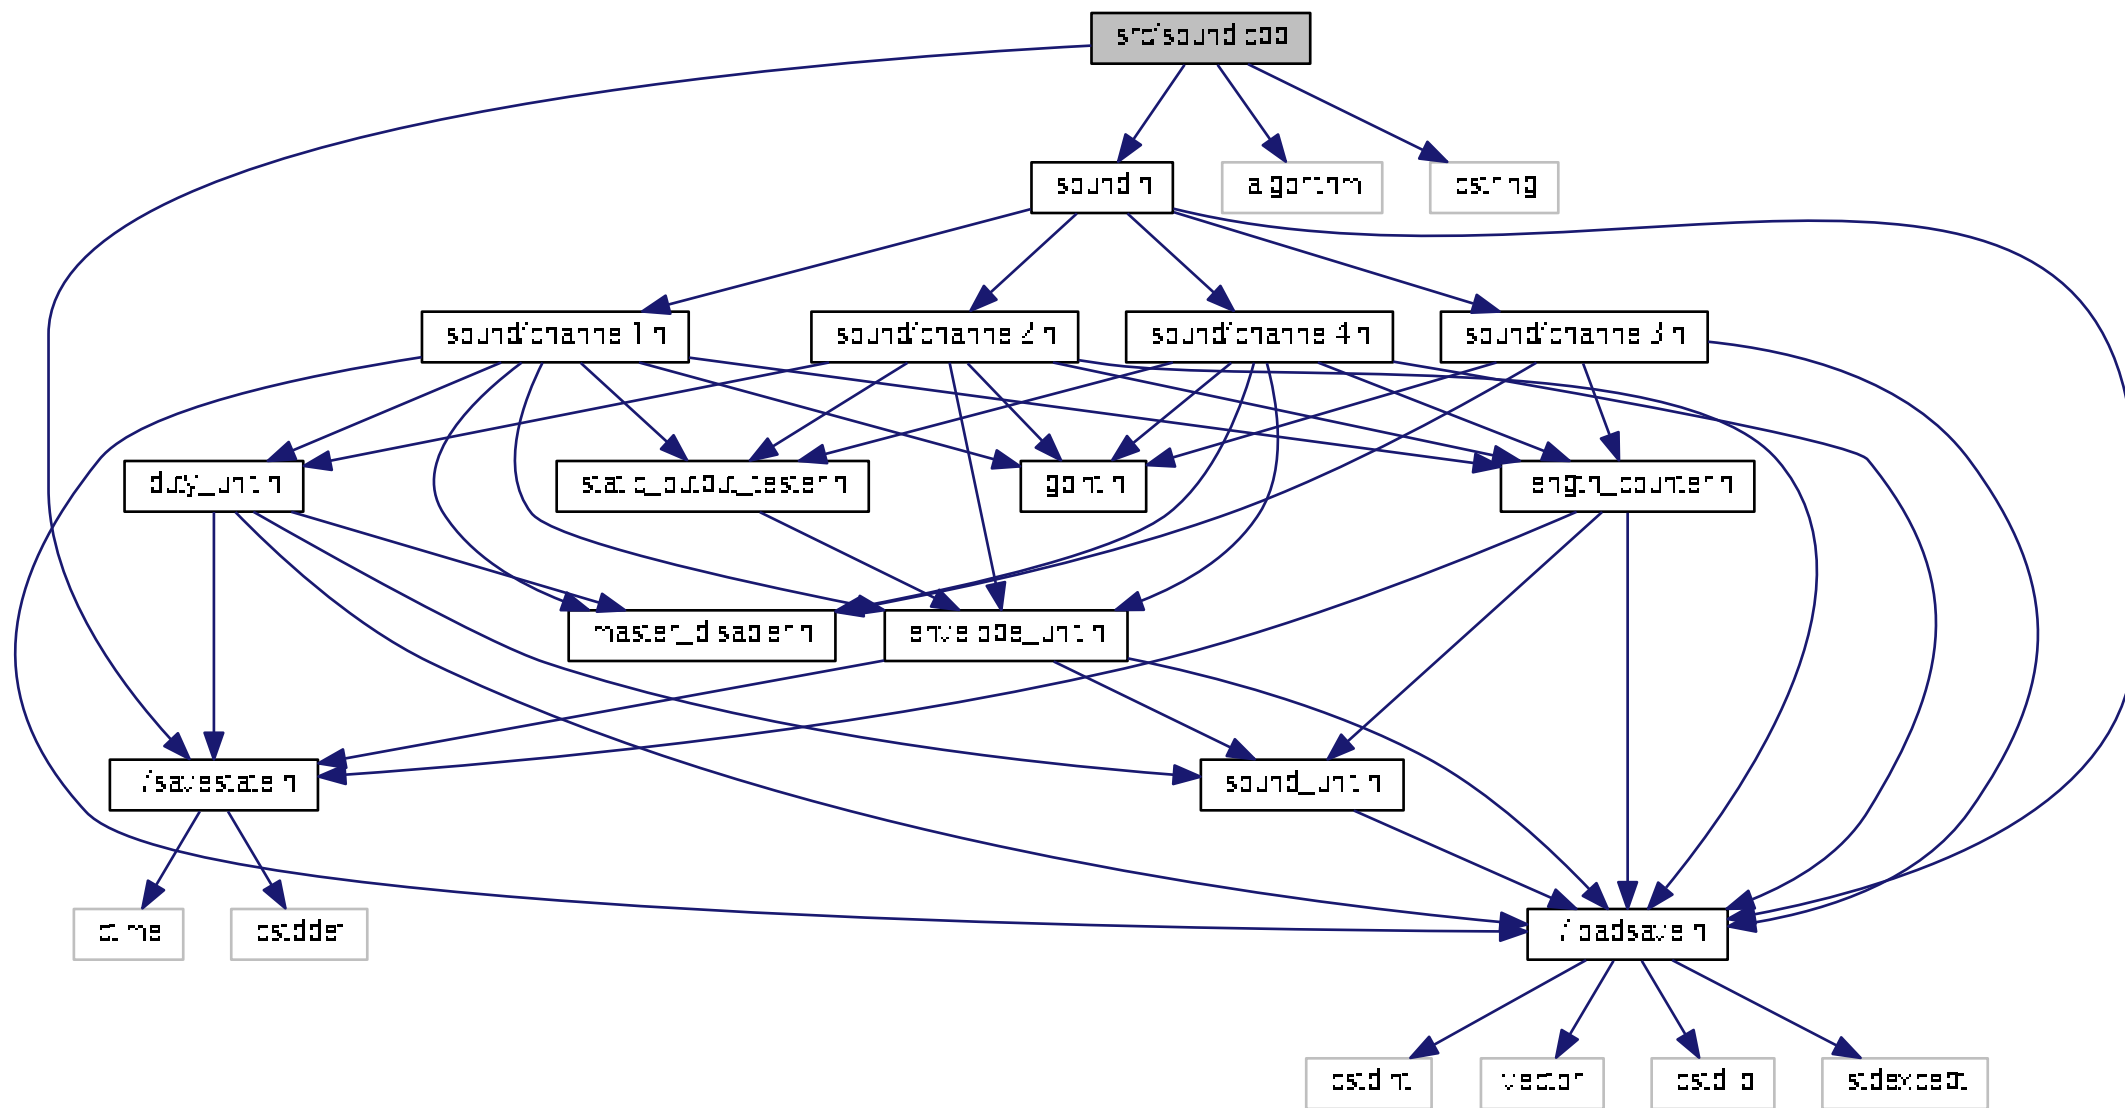 src/sound.cpp
sound.h
algorithm
cstring
sound/channel1.h
sound/channel2.h
sound/channel4.h
sound/channel3.h
duty_unit.h
static_output_tester.h
gbint.h
length_counter.h
master_disabler.h
envelope_unit.h
../savestate.h
sound_unit.h
ctime
cstddef
../loadsave.h
cstdint
vector
cstdio
stdexcept